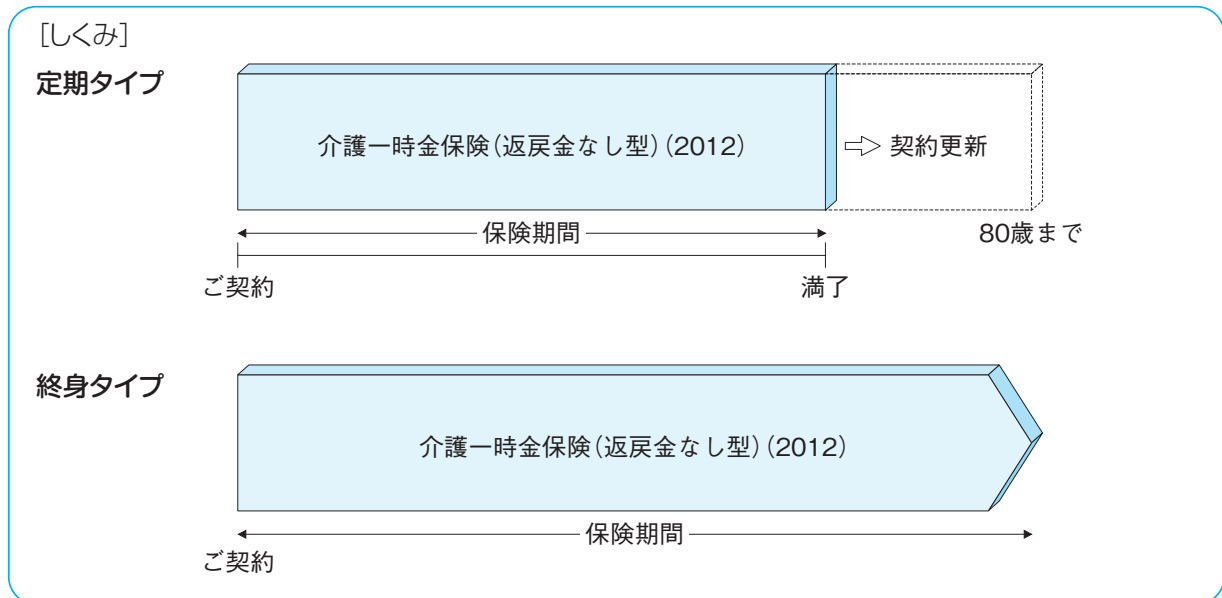 [しくみ]
定期タイプ
介護一時金保険(返戻金なし型)(2012)
⇨ 契約更新
保険期間
80歳まで
ご契約
満了
終身タイプ
介護一時金保険(返戻金なし型)(2012)
保険期間
ご契約